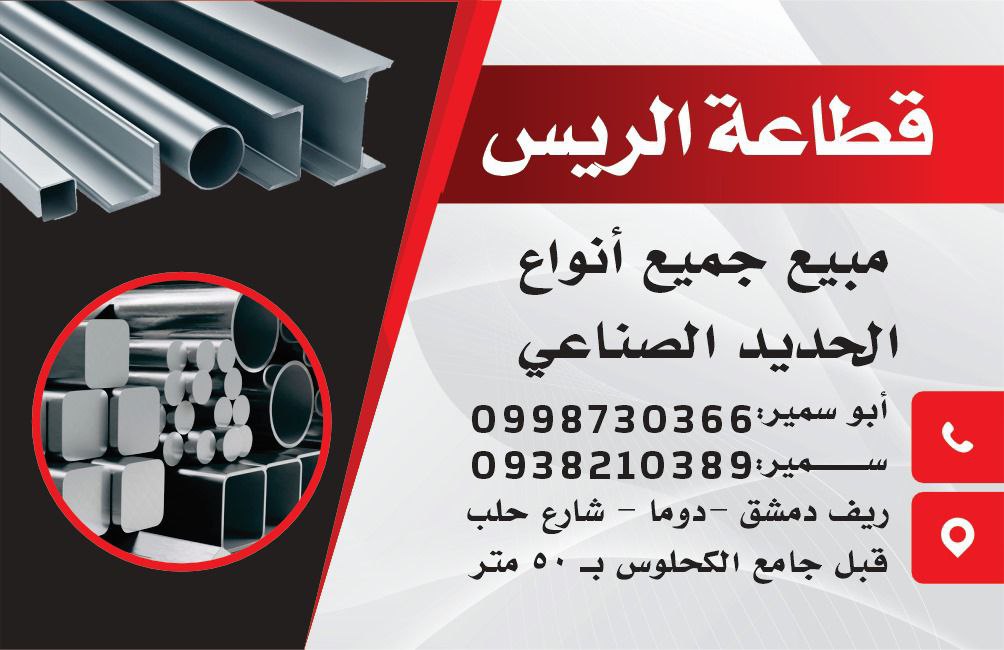 قطاعة الريس
مبيع جميع أنواع
الحديد الصناعي
أبو سمير: 0998730366
ســـمير: 0938210389
ريف دمشق -دوما - شارع حلب
قبل جامع الكحلوس بـ ٥٠ متر